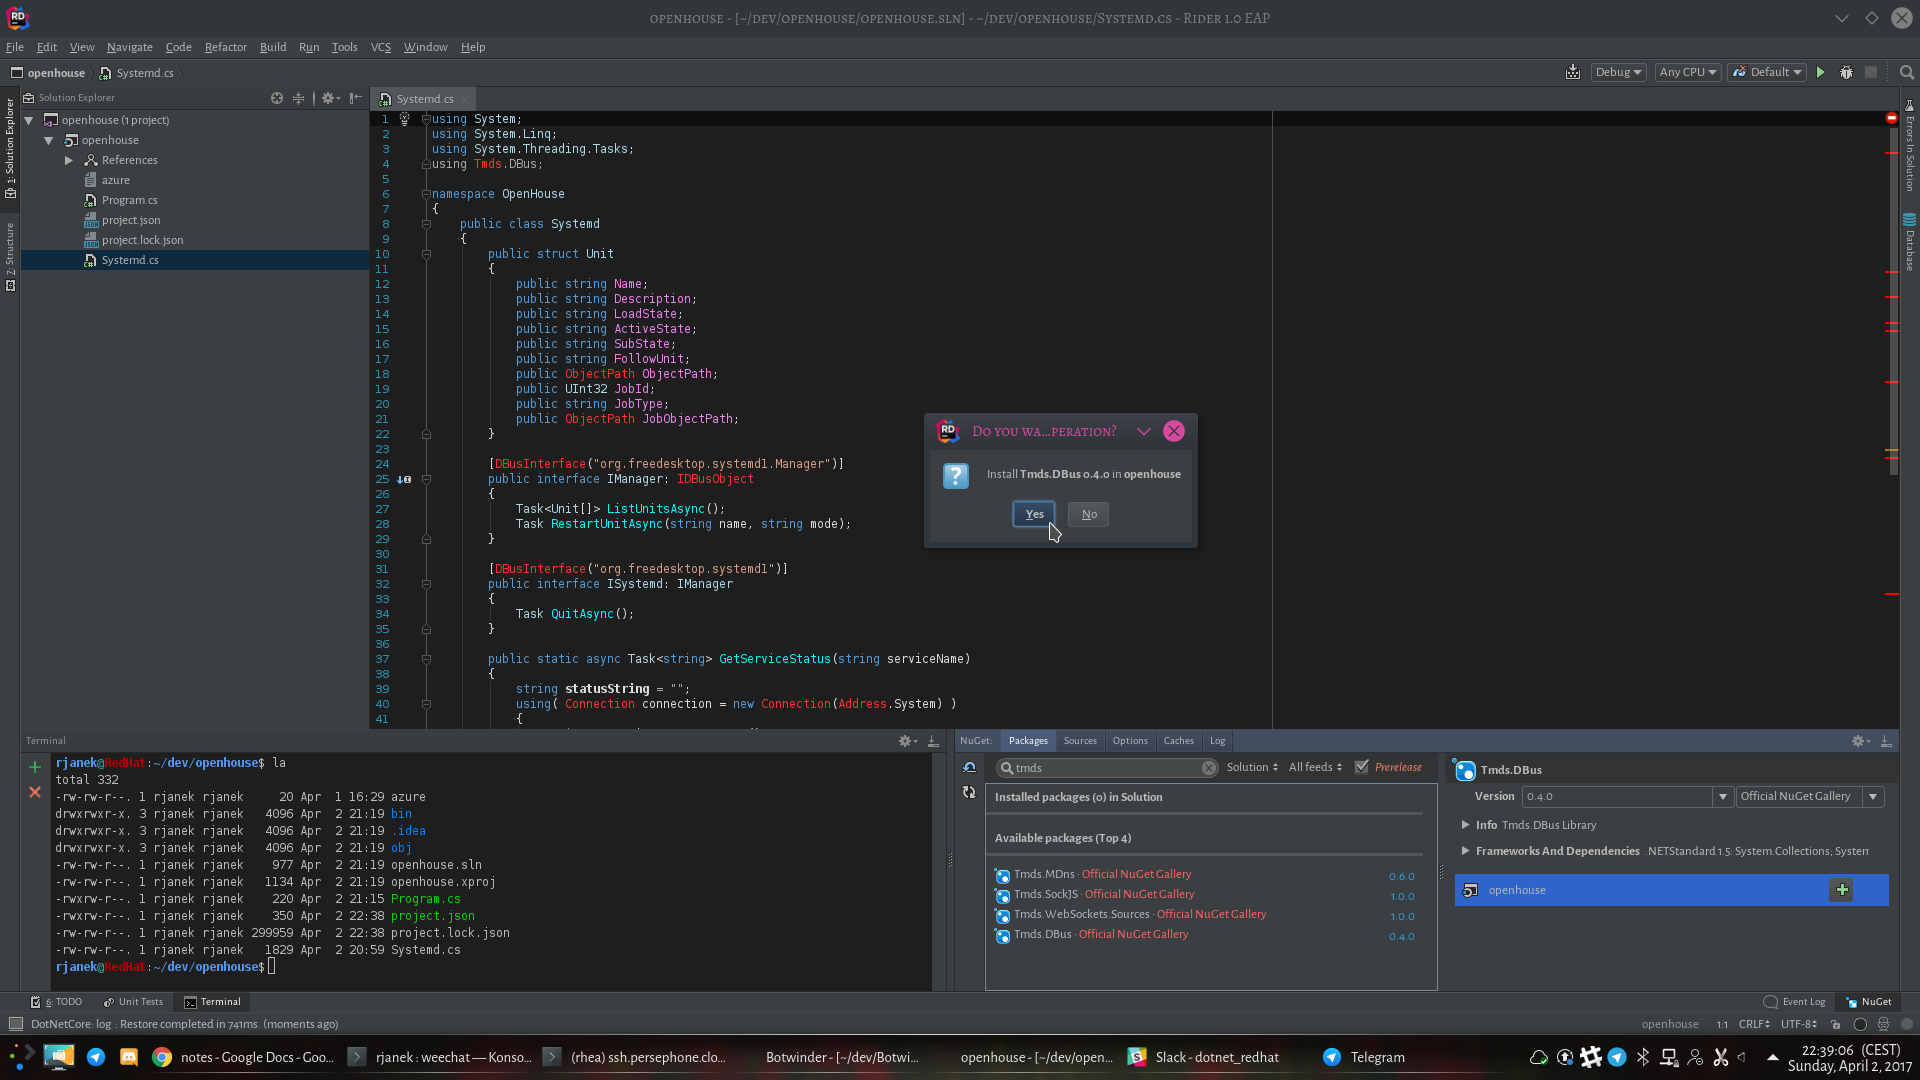 OPENHOUSE - [~/DEV/OPENHOUSE/OPENHOUSE.SLN] - ~/DEV/OPENHOUSE/SYSTEMD.CS - RIDER 1.0 EAP
File Edit View Navigate Code Refactor Build Run Tools VCS Window Help
openhouse Systemd.cs
Debug Any CPU Default
Solution Explorer
1: Solution Explorer
Z: Structure
openhouse (1 project)
openhouse
References
azure
Program.cs
project.json
project.lock.json
Systemd.cs
Systemd.cs
1 using System;
2 using System.Linq;
3 using System.Threading.Tasks;
4 using Tmds.DBus;
5
6 namespace OpenHouse
7 {
8 public class Systemd
9 {
10 public struct Unit
11 {
12 public string Name;
13 public string Description;
14 public string LoadState;
15 public string ActiveState;
16 public string SubState;
17 public string FollowUnit;
18 public ObjectPath ObjectPath;
19 public UInt32 JobId;
20 public string JobType;
21 public ObjectPath JobObjectPath;
22 }
23
24 [DBusInterface("org.freedesktop.systemd1.Manager")]
25 public interface IManager: IDBusObject
26 {
27 Task<Unit[]> ListUnitsAsync();
28 Task RestartUnitAsync(string name, string mode);
29 }
30
31 [DBusInterface("org.freedesktop.systemd1")]
32 public interface ISystemd: IManager
33 {
34 Task QuitAsync();
35 }
36
37 public static async Task<string> GetServiceStatus(string serviceName)
38 {
39 string statusString = "";
40 using( Connection connection = new Connection(Address.System) )
41 {
Errors In Solution
Database
DO YOU WA...PERATION?
Install Tmds.DBus 0.4.0 in openhouse
Yes No
Terminal
rjanek@RedHat:~/dev/openhouse$ la
total 332
-rw-rw-r--. 1 rjanek rjanek 20 Apr 1 16:29 azure
drwxrwxr-x. 3 rjanek rjanek 4096 Apr 2 21:19 bin
drwxrwxr-x. 3 rjanek rjanek 4096 Apr 2 21:19 .idea
drwxrwxr-x. 3 rjanek rjanek 4096 Apr 2 21:19 obj
-rw-rw-r--. 1 rjanek rjanek 977 Apr 2 21:19 openhouse.sln
-rw-rw-r--. 1 rjanek rjanek 1134 Apr 2 21:19 openhouse.xproj
-rwxrw-r--. 1 rjanek rjanek 220 Apr 2 21:15 Program.cs
-rwxrw-r--. 1 rjanek rjanek 350 Apr 2 22:38 project.json
-rw-rw-r--. 1 rjanek rjanek 299959 Apr 2 22:38 project.lock.json
-rw-rw-r--. 1 rjanek rjanek 1829 Apr 2 20:59 Systemd.cs
rjanek@RedHat:~/dev/openhouse$
NuGet: Packages Sources Options Caches Log
tmds Solution All feeds Prerelease
Installed packages (0) in Solution
Available packages (Top 4)
Tmds.MDns · Official NuGet Gallery 0.6.0
Tmds.SockJS · Official NuGet Gallery 1.0.0
Tmds.WebSockets.Sources · Official NuGet Gallery 1.0.0
Tmds.DBus · Official NuGet Gallery 0.4.0
Tmds.DBus
Version 0.4.0 Official NuGet Gallery
Info Tmds.DBus Library
Frameworks And Dependencies .NETStandard 1.5: System.Collections; System
openhouse
6: TODO Unit Tests Terminal
Event Log NuGet
DotNetCore: log : Restore completed in 741ms. (moments ago)
openhouse 1:1 CRLF UTF-8
notes - Google Docs - Goo... rjanek : weechat — Konso... (rhea) ssh.persephone.clo... Botwinder - [~/dev/Botwi... openhouse - [~/dev/open... Slack - dotnet_redhat Telegram
22:39:06 (CEST)
Sunday, April 2, 2017